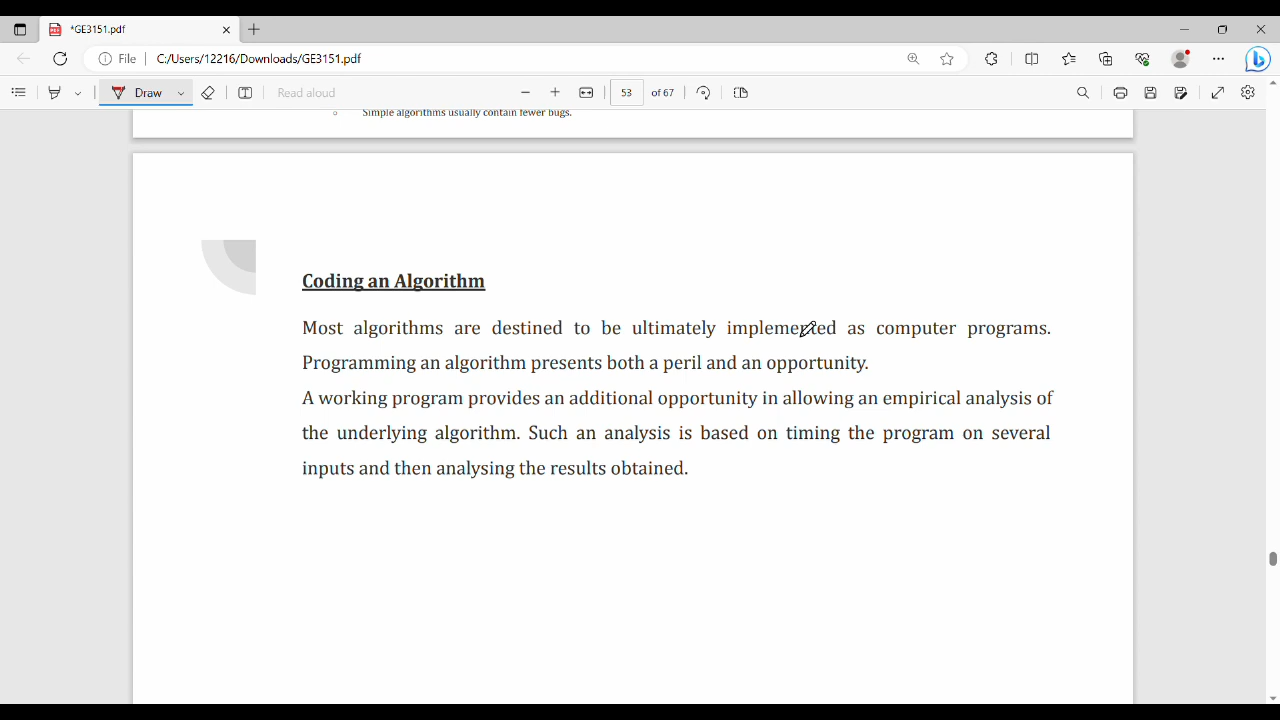 *GE3151.pdf
File
C:/Users/12216/Downloads/GE3151.pdf
Draw
Read aloud
53
of 67
Simple algorithms usually contain fewer bugs.
Coding an Algorithm
Most algorithms are destined to be ultimately implemented as computer programs.
Programming an algorithm presents both a peril and an opportunity.
A working program provides an additional opportunity in allowing an empirical analysis of
the underlying algorithm. Such an analysis is based on timing the program on several
inputs and then analysing the results obtained.